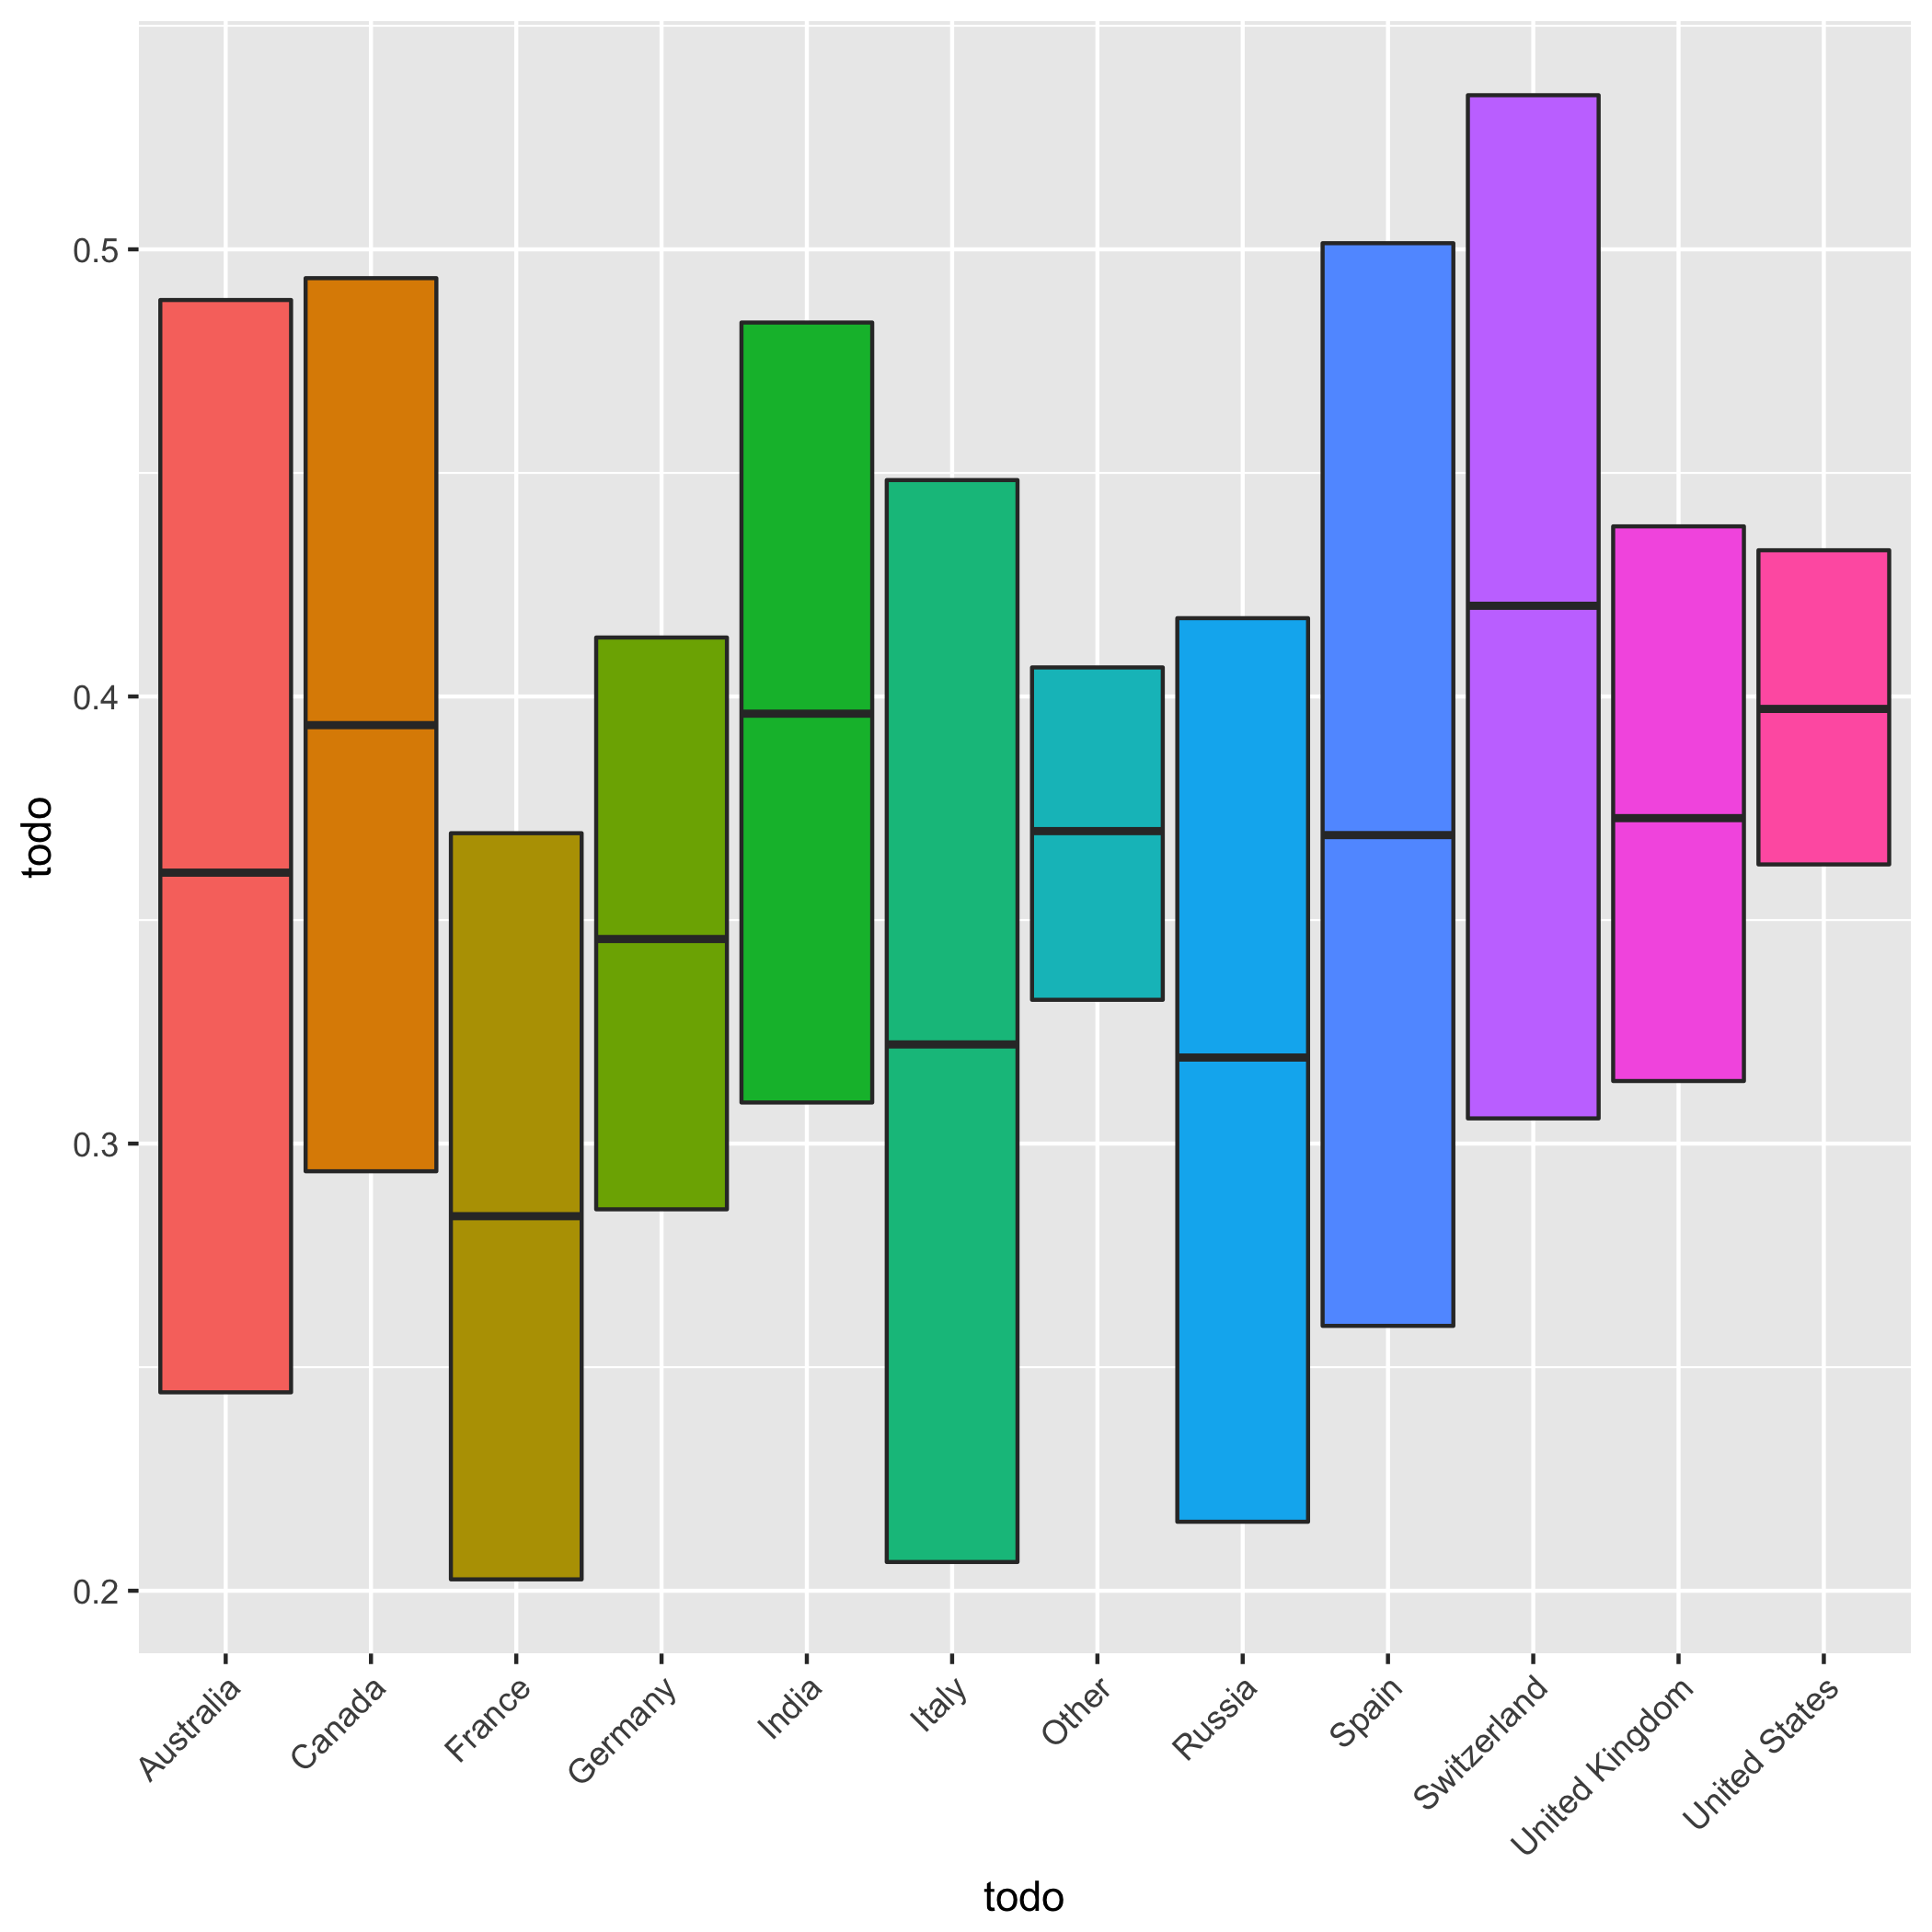 todo
0.5
0.4
0.3
0.2
Australia
Canada
France
Germany
India
Italy
Other
Russia
Spain
Switzerland
United Kingdom
United States
todo